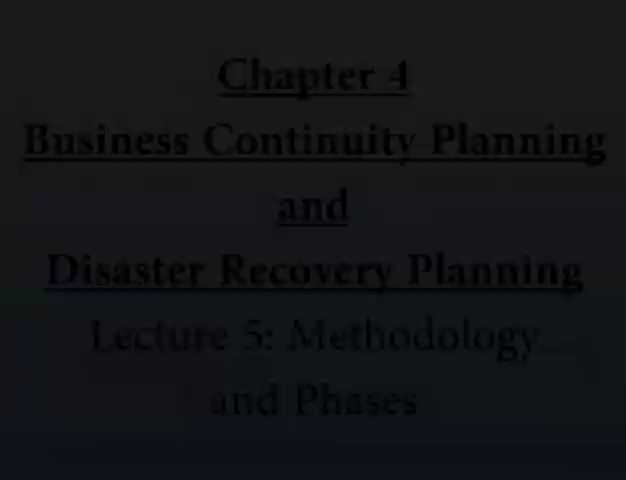 Chapter 4
Business Continuity Planning
and
Disaster Recovery Planning
Lecture 5: Methodology
and Phases